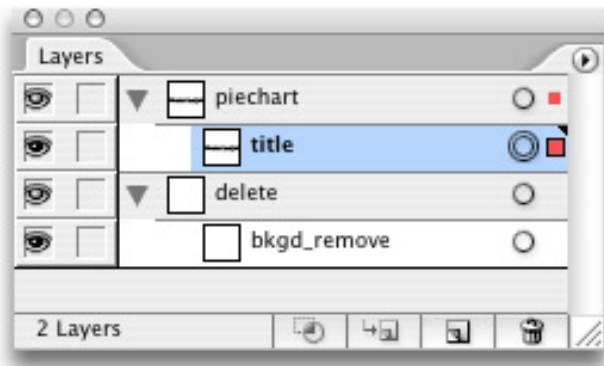 Layers
piechart
title
delete
bkgd_remove
2 Layers